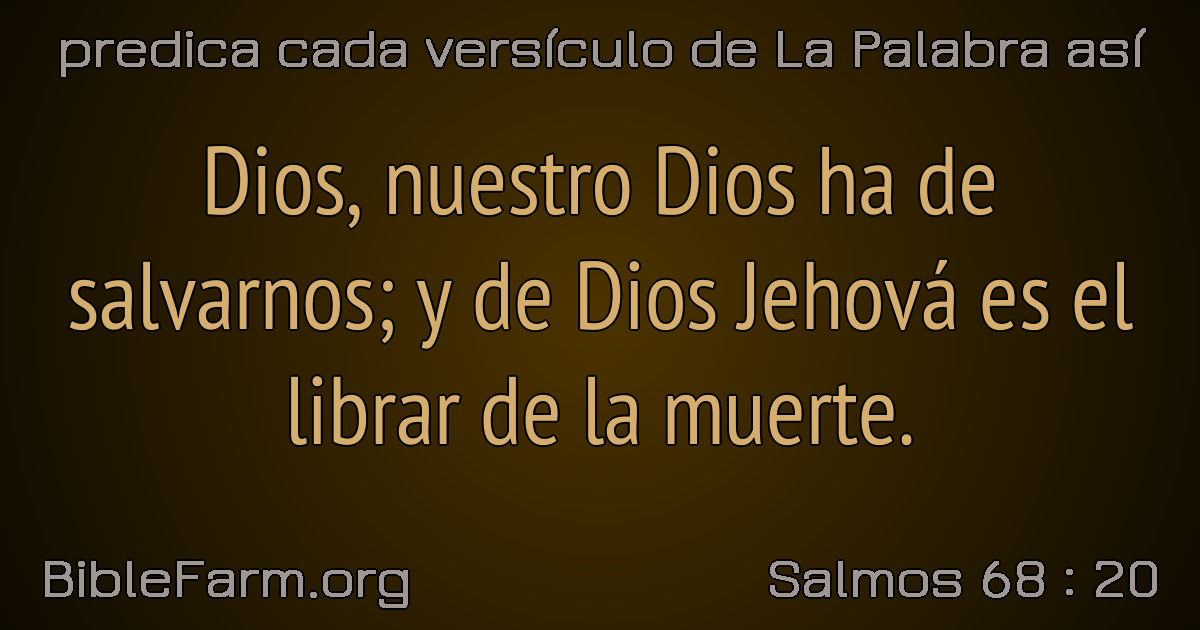 predica cada versículo de La Palabra así
Dios, nuestro Dios ha de
salvarnos; y de Dios Jehová es el
librar de la muerte.
BibleFarm.org
Salmos 68 : 20